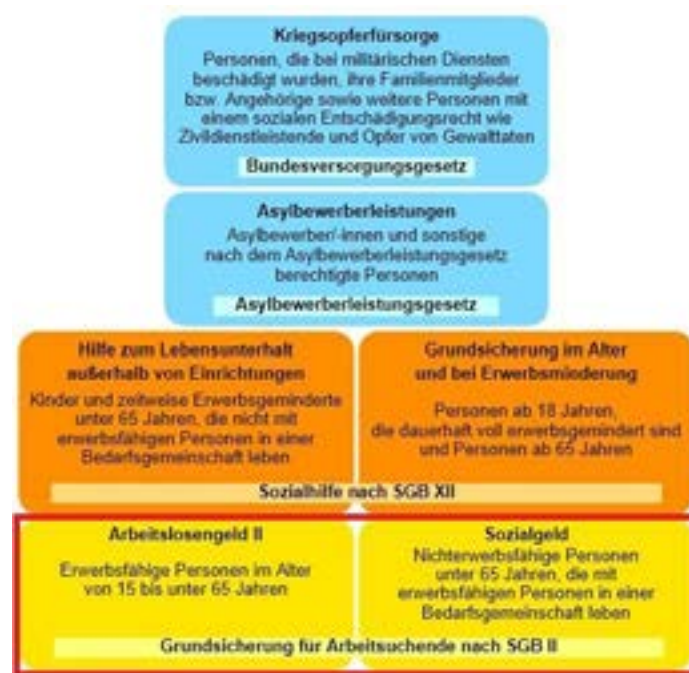 Kriegsopferfürsorge
Personen, die bei militärischen Diensten
beschädigt wurden, ihre Familienmitglieder
bzw. Angehörige sowie weitere Personen mit
einem sozialen Entschädigungsrecht wie
Zivildienstleistende und Opfer von Gewalttaten
Bundesversorgungsgesetz
Asylbewerberleistungen
Asylbewerber/-innen und sonstige
nach dem Asylbewerberleistungsgesetz
berechtigte Personen
Asylbewerberleistungsgesetz
Hilfe zum Lebensunterhalt
außerhalb von Einrichtungen
Kinder und zeitweise Erwerbsgeminderte
unter 65 Jahren, die nicht mit
erwerbsfähigen Personen in einer
Bedarfsgemeinschaft leben
Grundsicherung im Alter
und bei Erwerbsminderung
Personen ab 18 Jahren,
die dauerhaft voll erwerbsgemindert sind
und Personen ab 65 Jahren
Sozialhilfe nach SGB XII
Arbeitslosengeld II
Erwerbsfähige Personen im Alter
von 15 bis unter 65 Jahren
Sozialgeld
Nichterwerbsfähige Personen
unter 65 Jahren, die mit
erwerbsfähigen Personen in einer
Bedarfsgemeinschaft leben
Grundsicherung für Arbeitsuchende nach SGB II